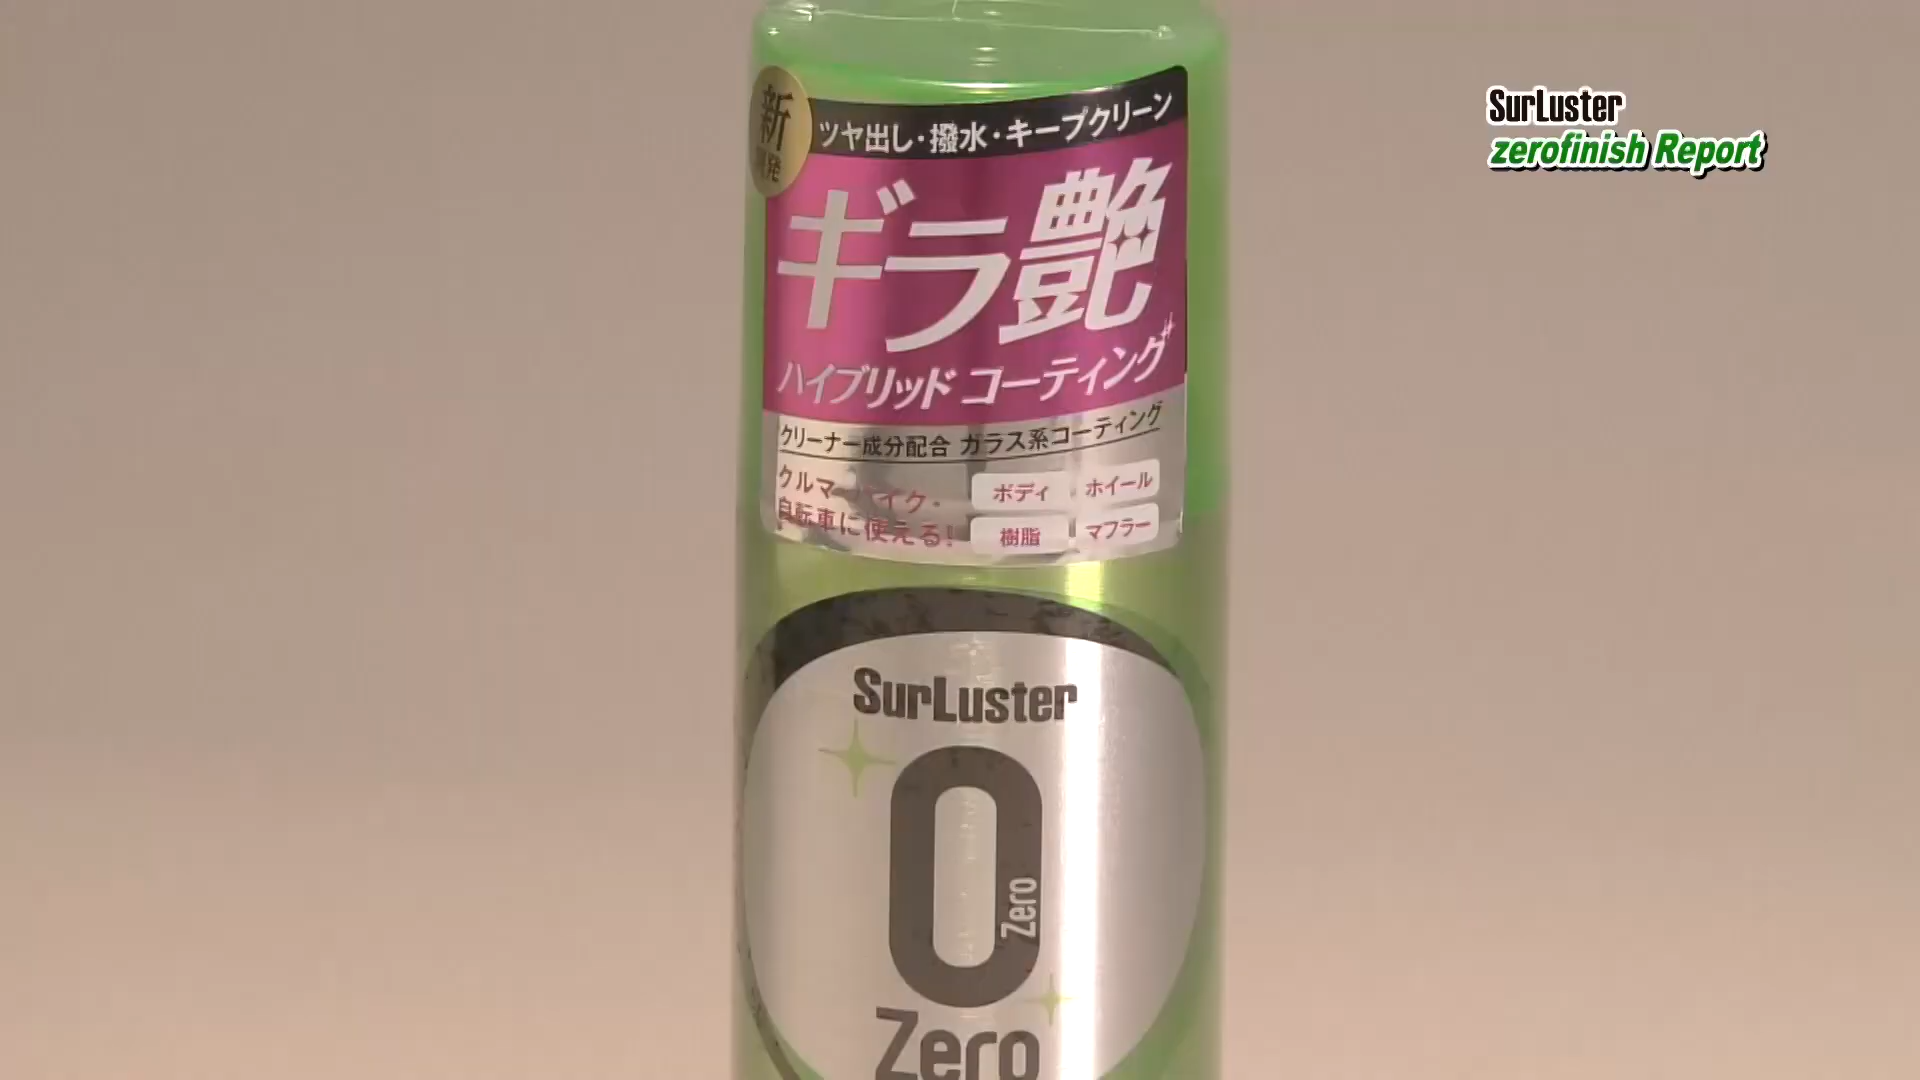 SurLuster
zerofinish Report
新
開発
ツヤ出し・撥水・キープクリーン
ギラ艶
ハイブリッド コーティング
クリーナー成分配合 ガラス系コーティング
クルマ・バイク・
自転車に使える!
ボディ ホイール
樹脂 マフラー
SurLuster
0
Zero
Zero